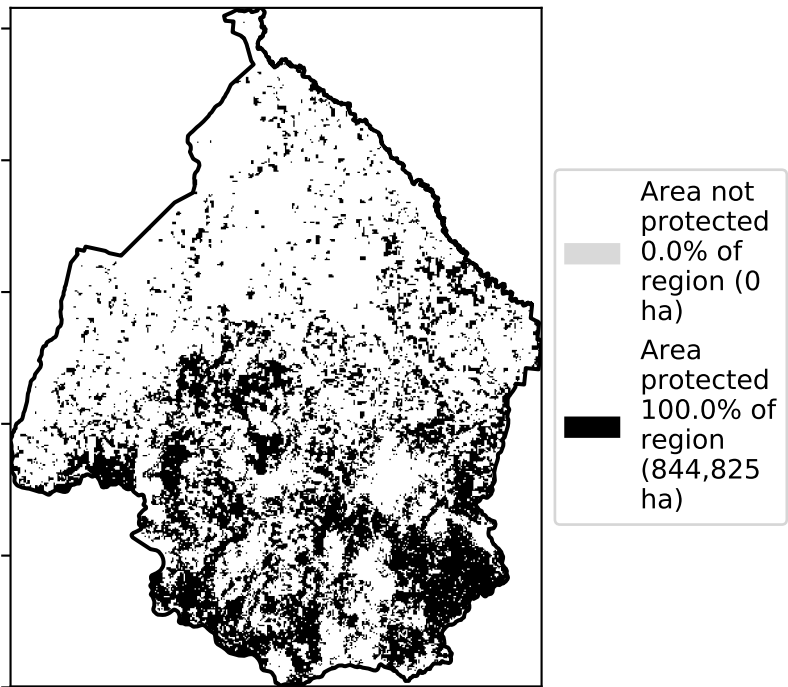 Area not
protected
0.0% of
region (0
ha)
Area
protected
100.0% of
region
(844,825
ha)